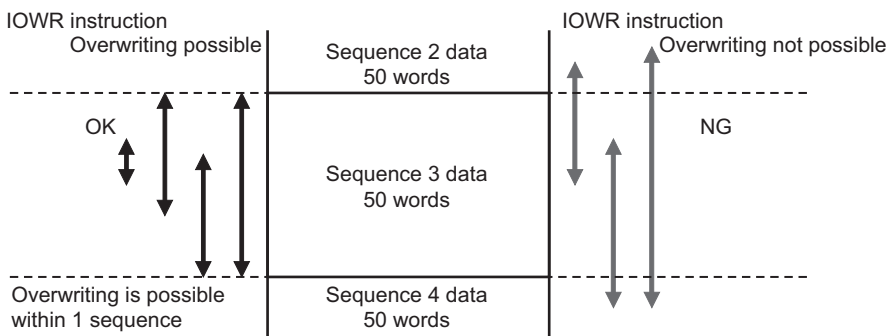 IOWR instruction
Overwriting possible
OK
Overwriting is possible
within 1 sequence
Sequence 2 data
50 words
Sequence 3 data
50 words
Sequence 4 data
50 words
IOWR instruction
Overwriting not possible
NG